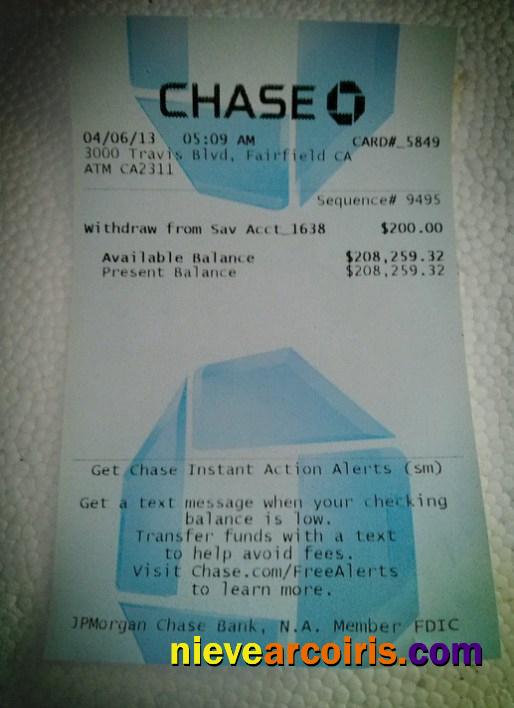 CHASE
04/06/13 05:09 AM CARD#_5849
3000 Travis Blvd, Fairfield CA
ATM CA2311
Sequence# 9495
Withdraw from Sav Acct_1638 $200.00
Available Balance $208,259.32
Present Balance $208,259.32
Get Chase Instant Action Alerts (sm)
Get a text message when your checking
balance is low.
Transfer funds with a text
to help avoid fees.
Visit Chase.com/FreeAlerts
to learn more.
JPMorgan Chase Bank, N.A. Member FDIC
nievearcoiris.com